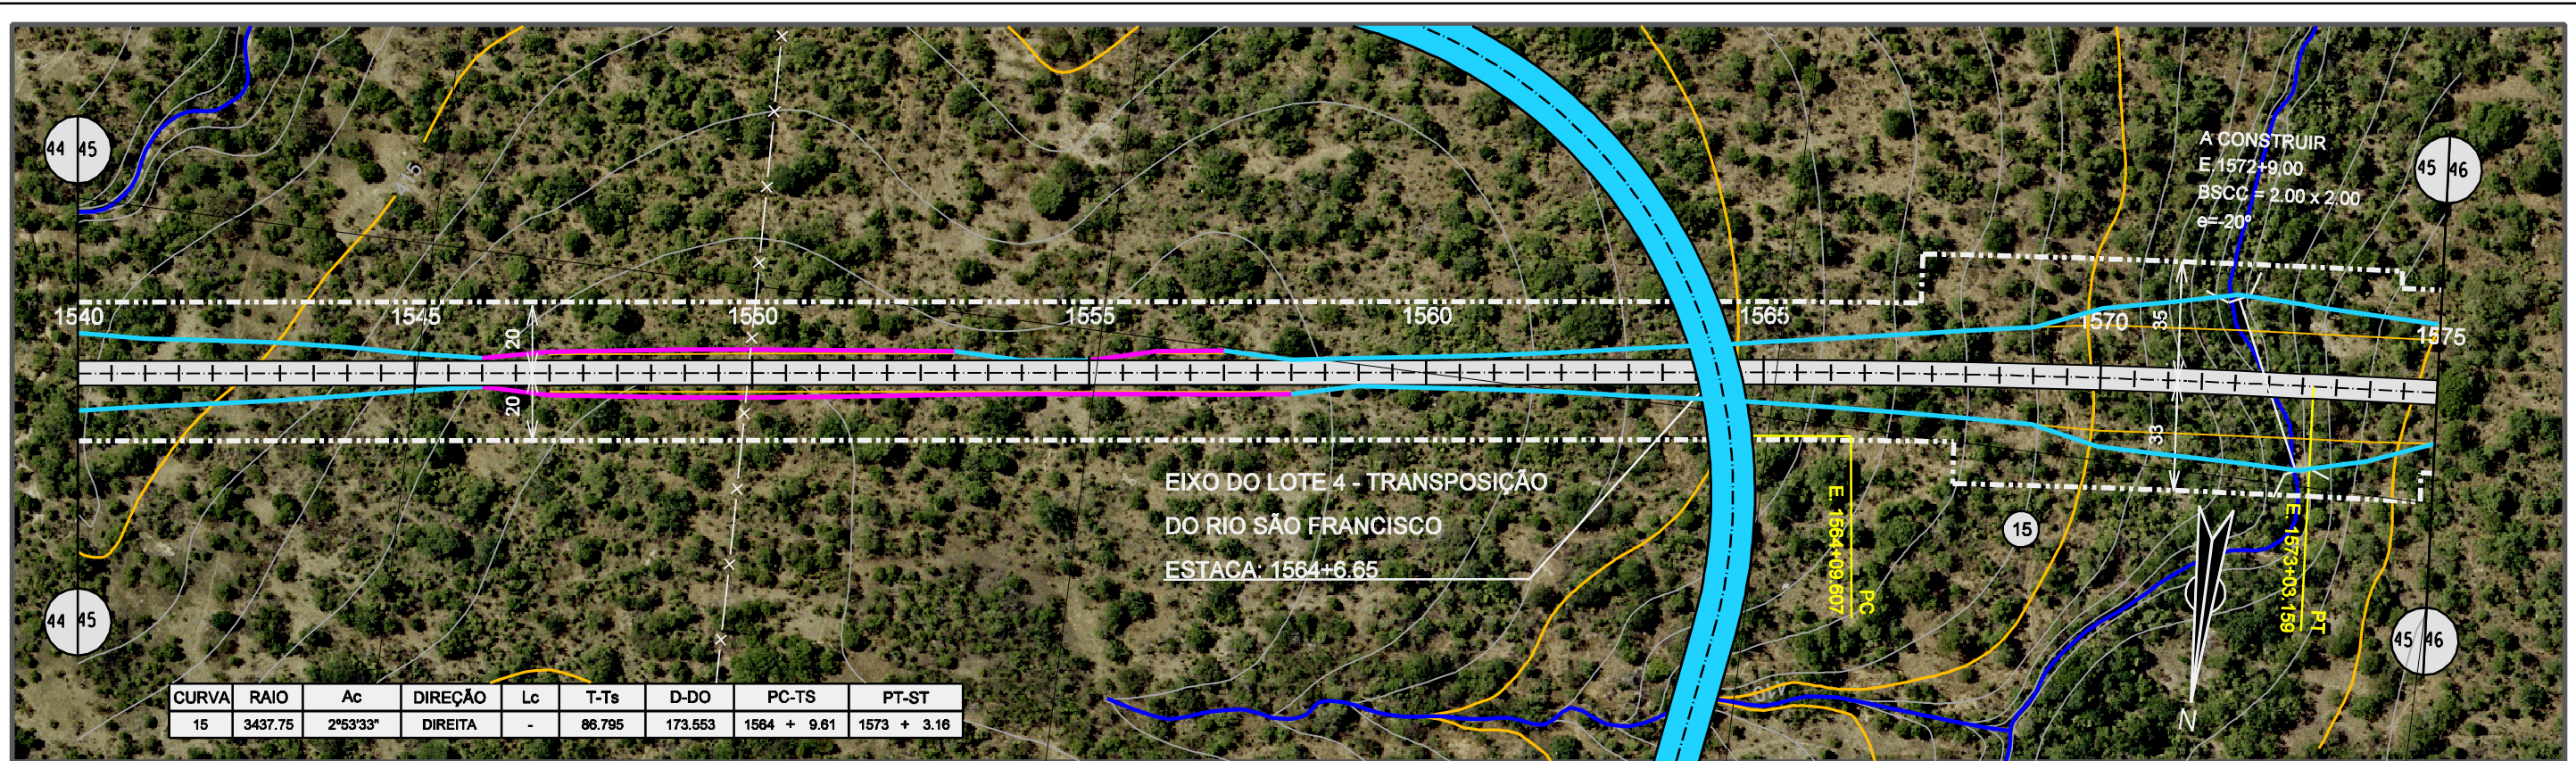 44 45
415
A CONSTRUIR
E.1572+9,00
BSCC = 2.00 x 2.00
e=-20°
45 46
1540
1545
1550
1555
1560
1565
1570
1575
20
35
20
33
EIXO DO LOTE 4 - TRANSPOSIÇÃO
DO RIO SÃO FRANCISCO
ESTACA: 1564+6.65
E. 1564+09.607
PC
15
E. 1573+03.159
PT
44 45
45 46
N
CURVA RAIO Ac DIREÇÃO Lc T-Ts D-DO PC-TS PT-ST
15 3437.75 2°53'33" DIREITA - 86.795 173.553 1564 + 9.61 1573 + 3.16